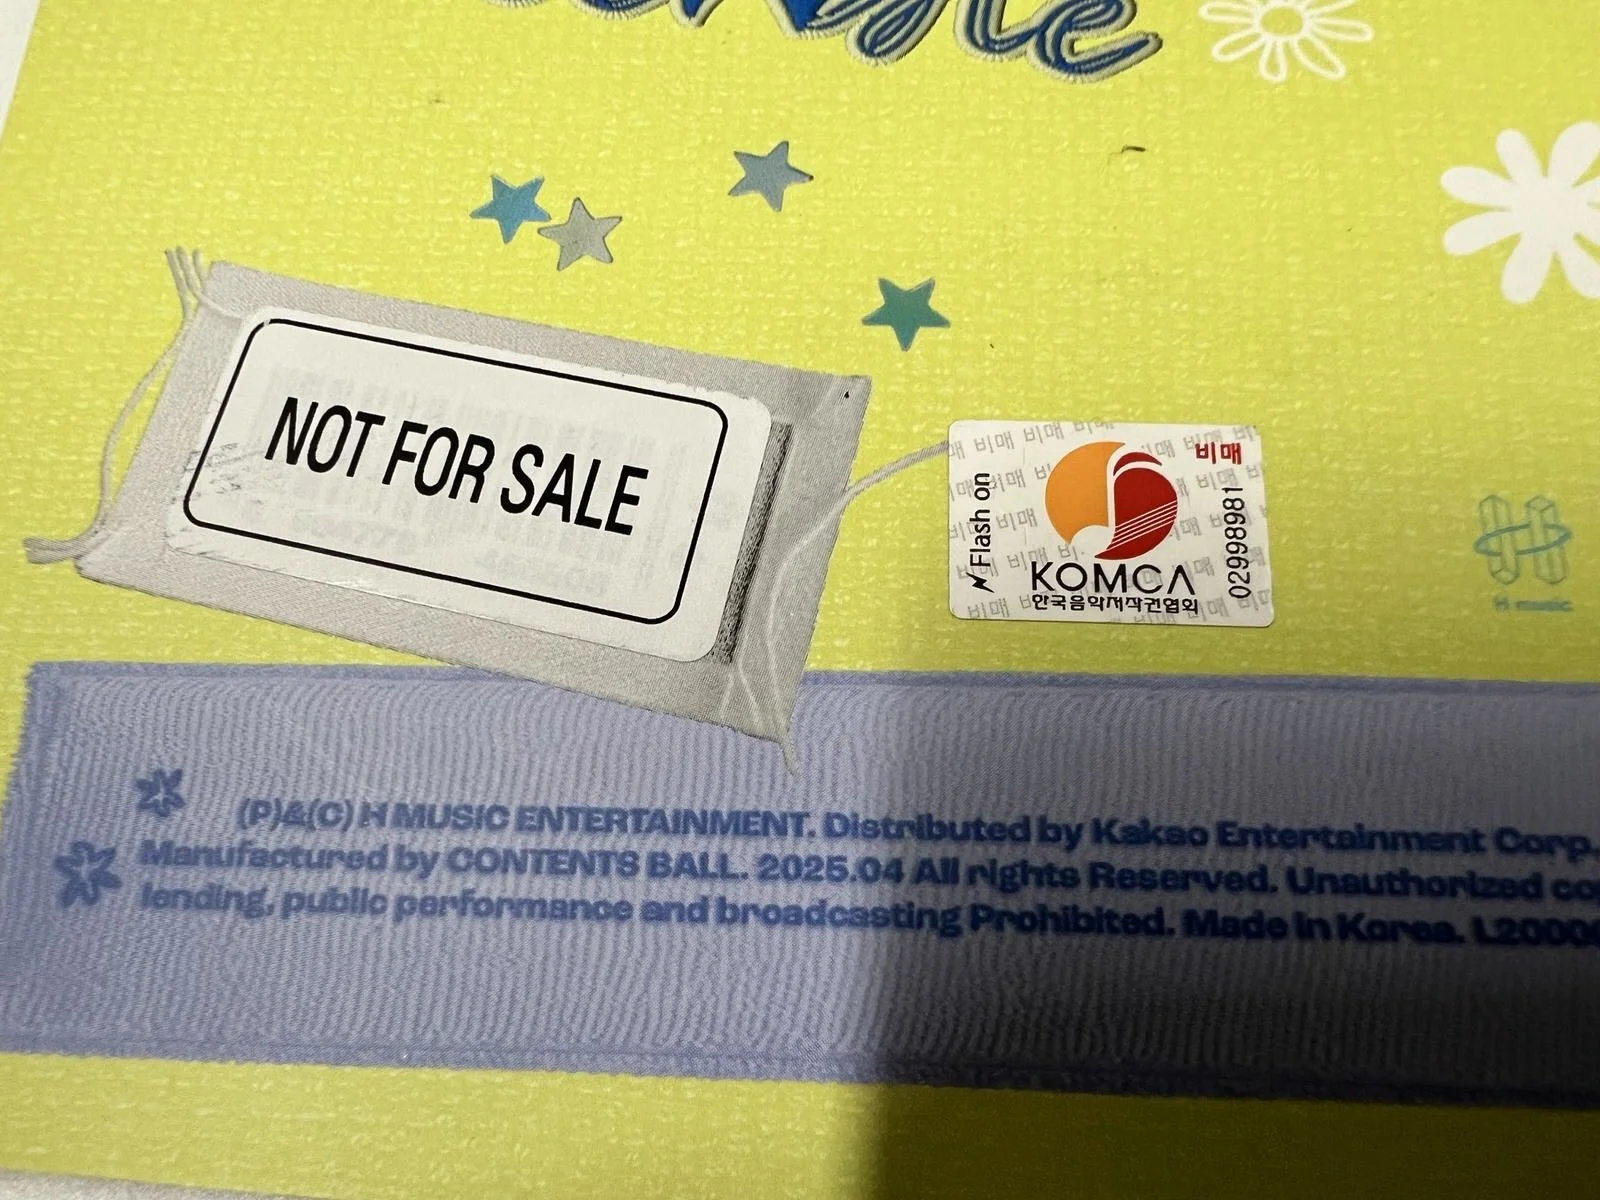 NOT FOR SALE
Flash on
비매
KOMCA
한국음악저작권협회
02998981
H music
(P)&(C) H MUSIC ENTERTAINMENT. Distributed by Kakao Entertainment Corp.
Manufactured by CONTENTS BALL. 2025.04 All rights Reserved. Unauthorized
lending, public performance and broadcasting Prohibited. Made in Korea.